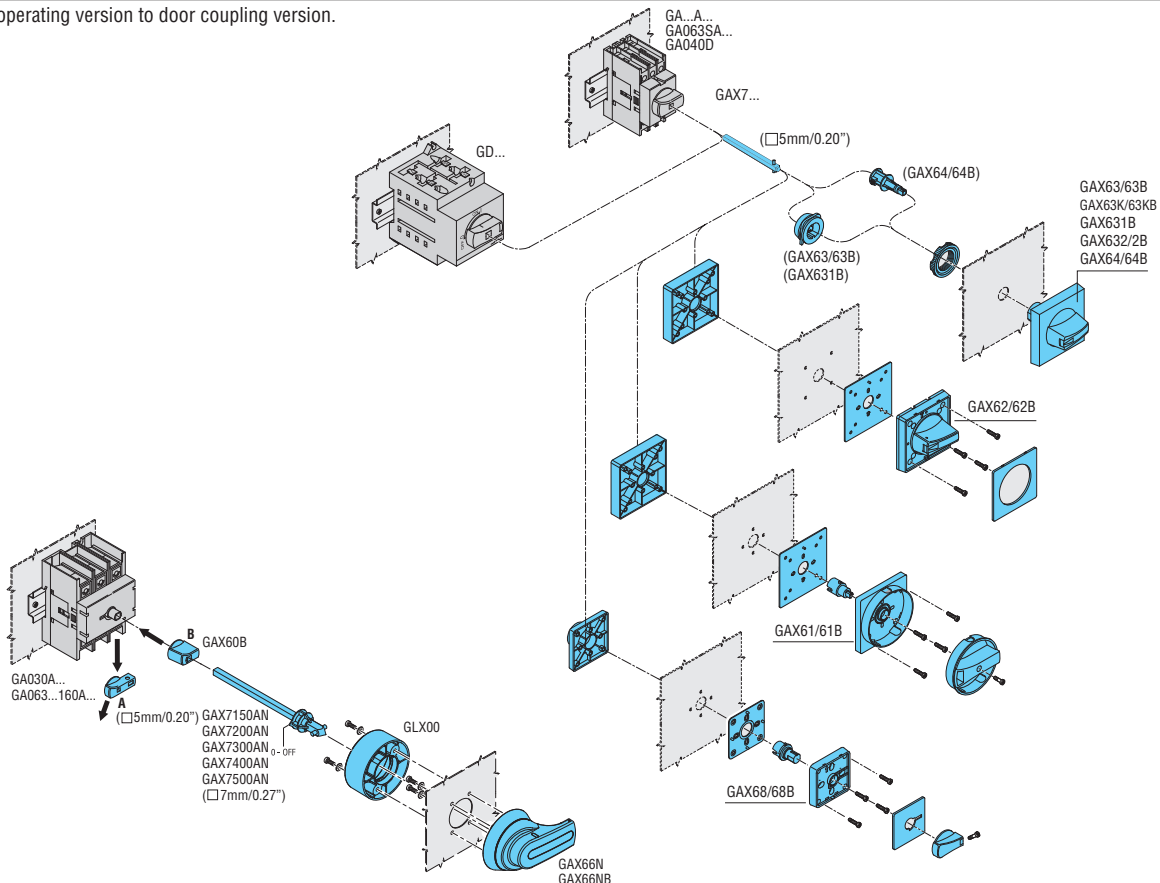 operating version to door coupling version.
GA...A...
GA063SA...
GA040D
GAX7...
(□5mm/0.20”)
GD...
(GAX64/64B)
GAX63/63B
GAX63K/63KB
GAX631B
GAX632/2B
GAX64/64B
(GAX63/63B)
(GAX631B)
GAX62/62B
GAX61/61B
B
GAX60B
GA030A...
GA063...160A...
A
(□5mm/0.20”)
GAX7150AN
GAX7200AN
GAX7300AN
GAX7400AN
GAX7500AN
(□7mm/0.27”)
0 - OFF
GLX00
GAX68/68B
GAX66N
GAX66NB